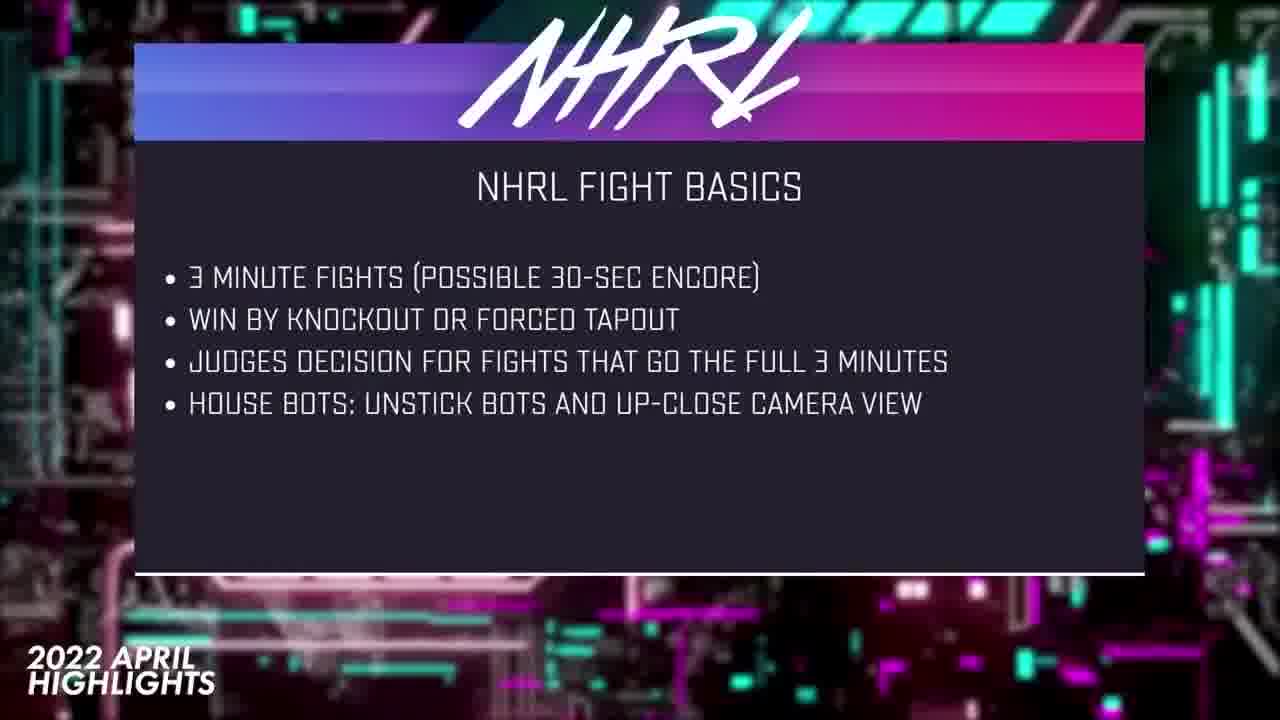 NHRL
NHRL FIGHT BASICS
• 3 MINUTE FIGHTS (POSSIBLE 30-SEC ENCORE)
• WIN BY KNOCKOUT OR FORCED TAPOUT
• JUDGES DECISION FOR FIGHTS THAT GO THE FULL 3 MINUTES
• HOUSE BOTS: UNSTICK BOTS AND UP-CLOSE CAMERA VIEW
2022 APRIL
HIGHLIGHTS